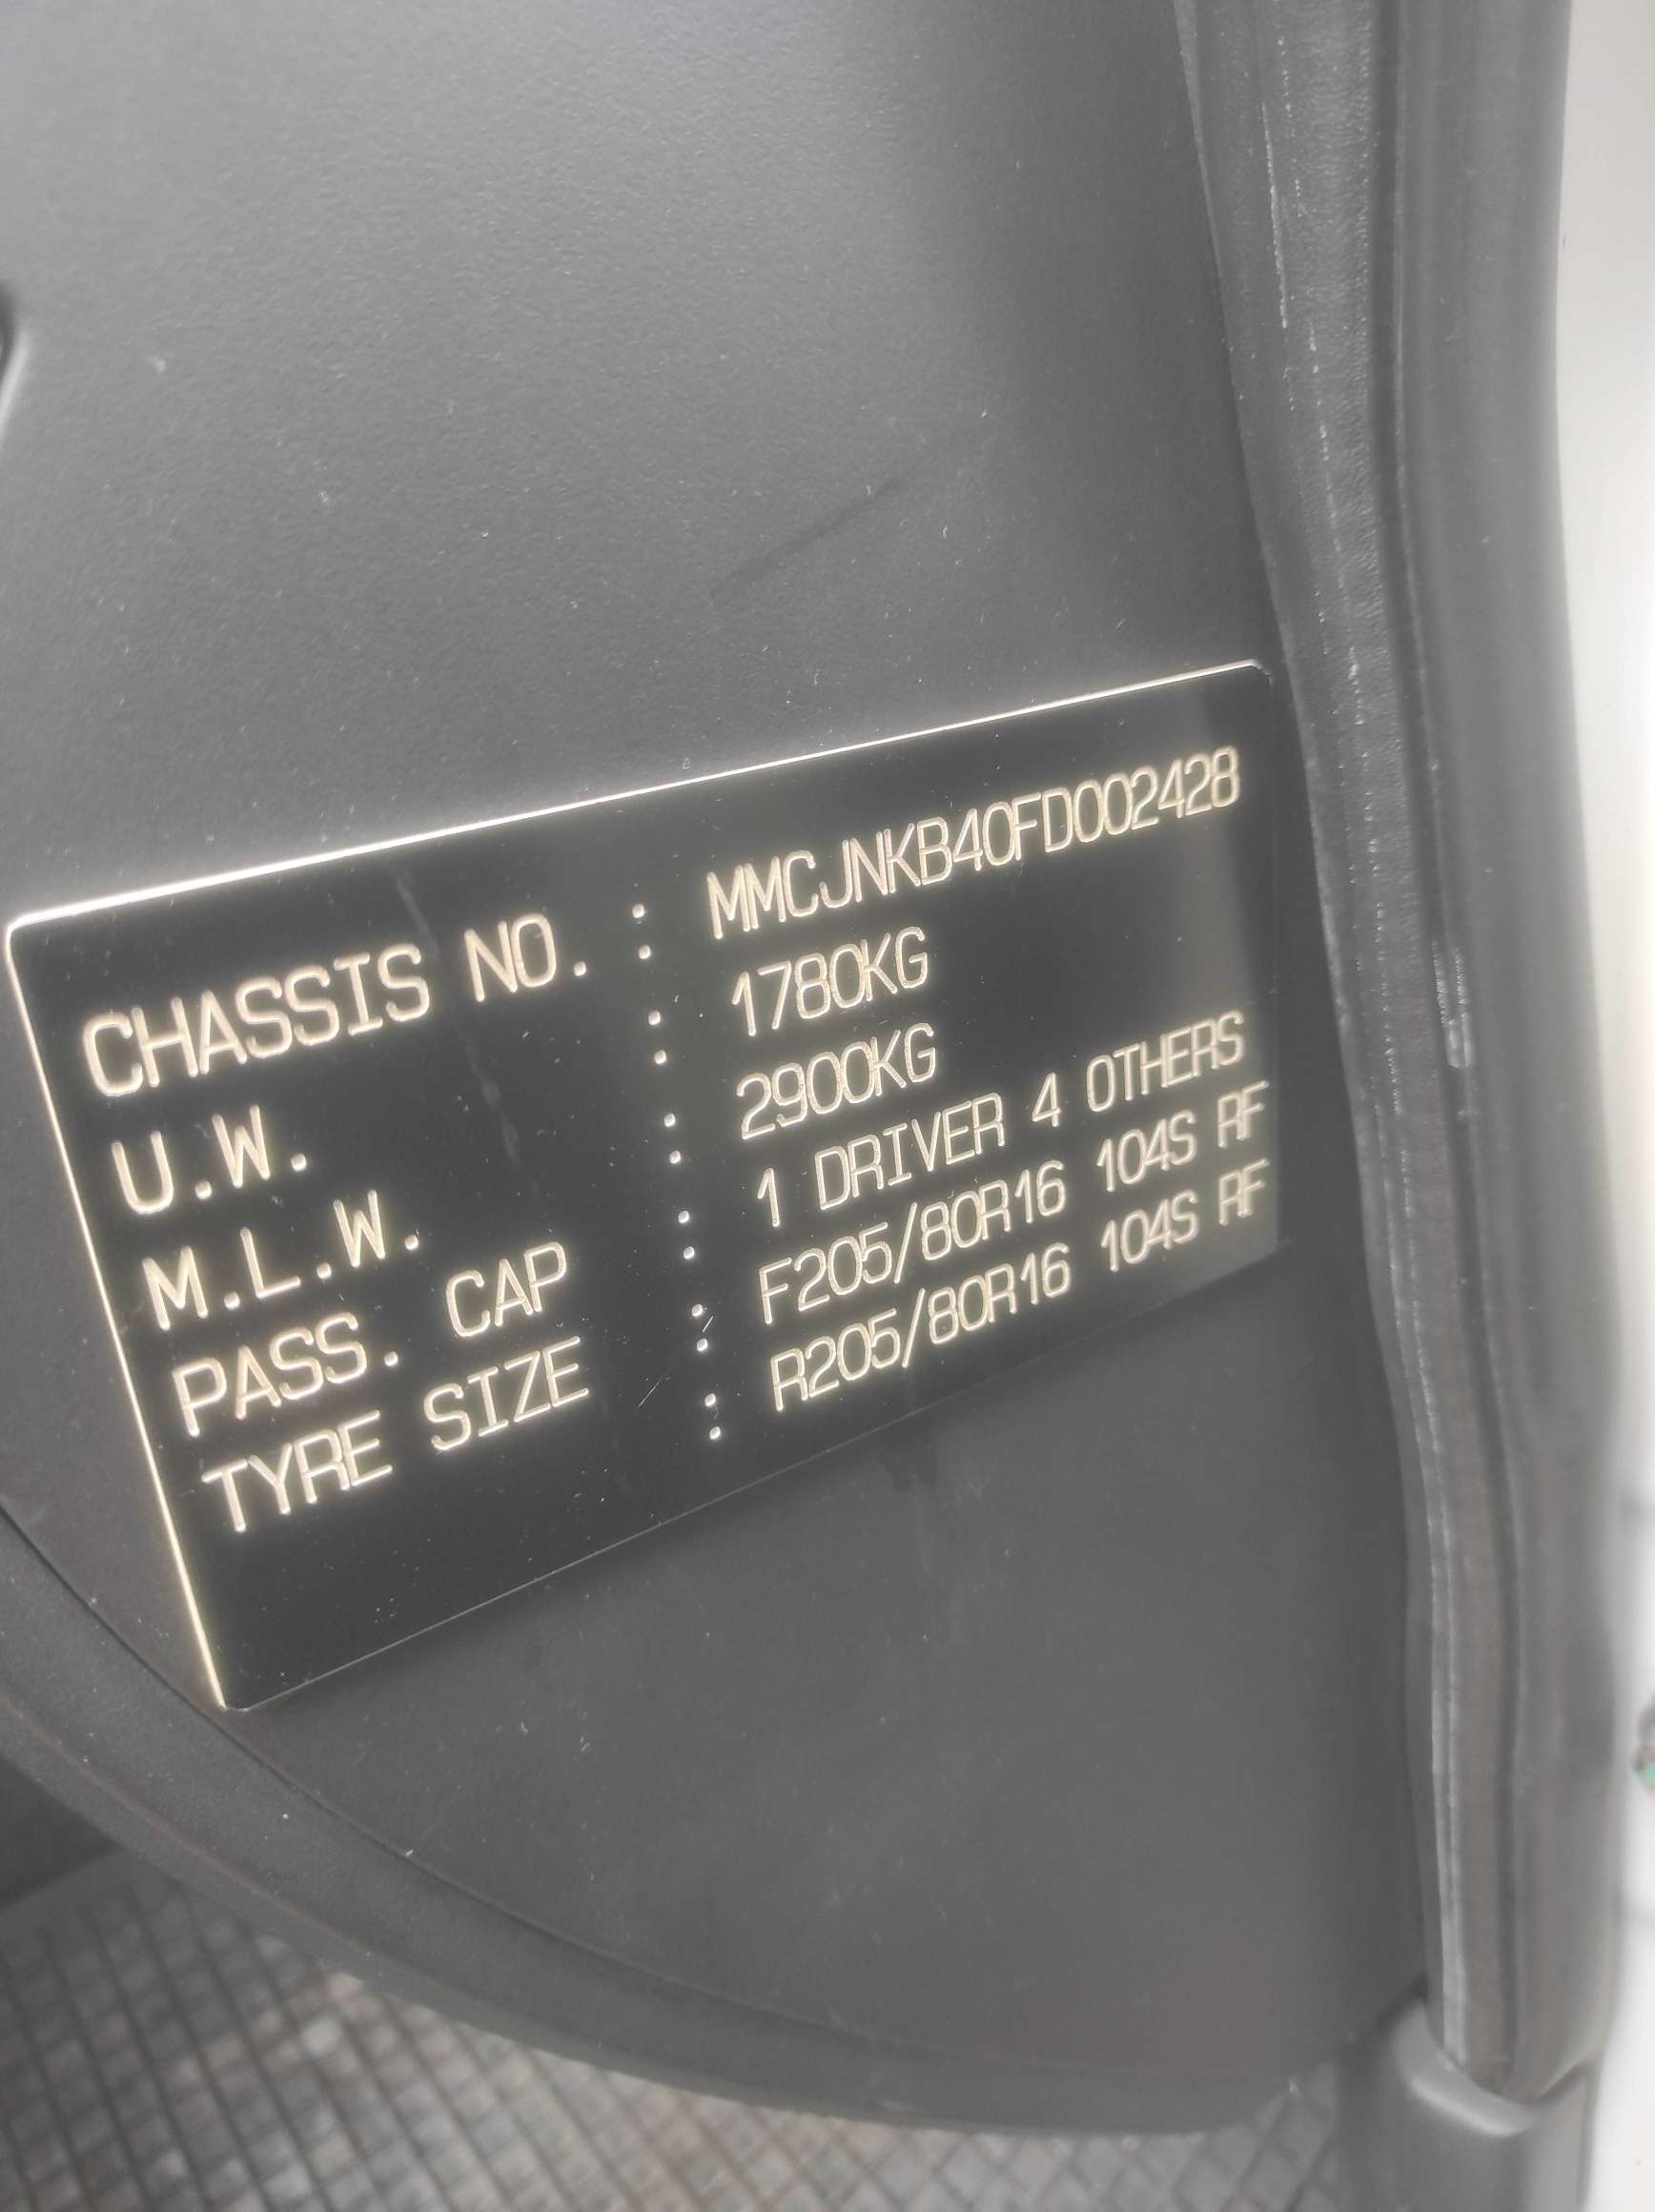 CHASSIS NO. : MMCJNKB40FD002428
U.W. : 1780KG
M.L.W. : 2900KG
PASS. CAP : 1 DRIVER 4 OTHERS
TYRE SIZE : F205/80R16 104S RF
: R205/80R16 104S RF